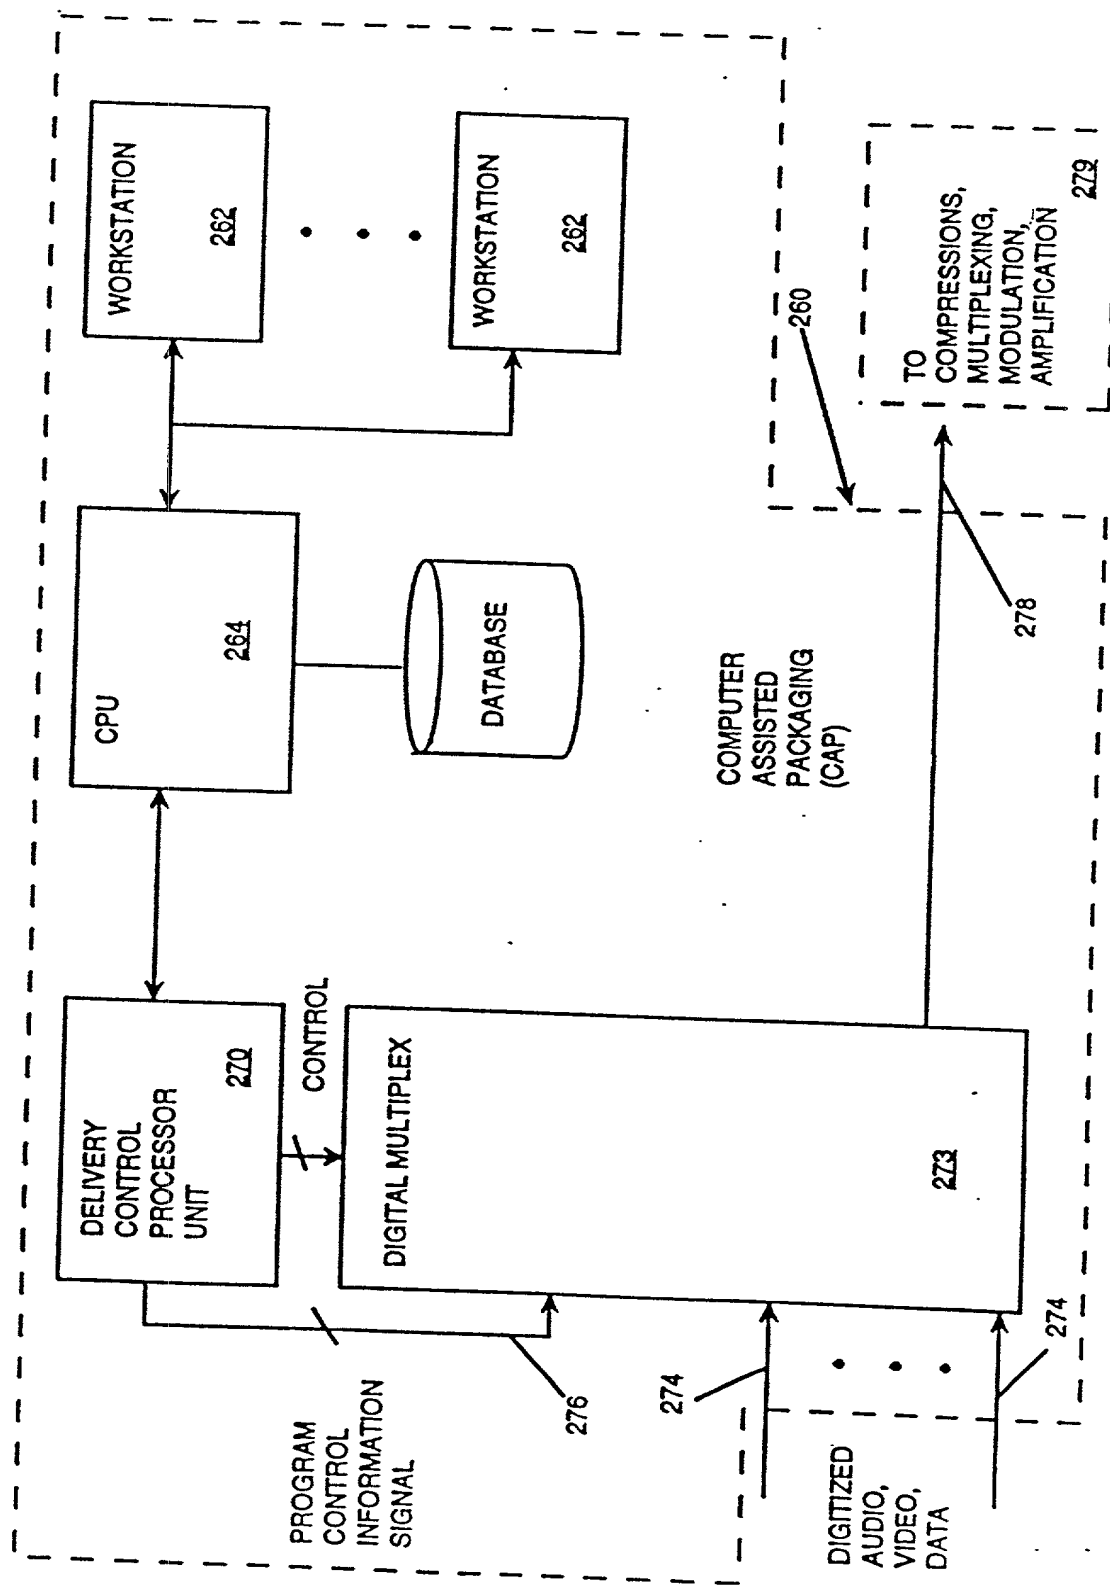 WORKSTATION
262
WORKSTATION
262
CPU
264
DATABASE
DELIVERY
CONTROL
PROCESSOR
UNIT
270
CONTROL
DIGITAL MULTIPLEX
273
PROGRAM
CONTROL
INFORMATION
SIGNAL
276
274
274
DIGITIZED
AUDIO,
VIDEO,
DATA
COMPUTER
ASSISTED
PACKAGING
(CAP)
260
278
TO
COMPRESSIONS,
MULTIPLEXING,
MODULATION,
AMPLIFICATION
279